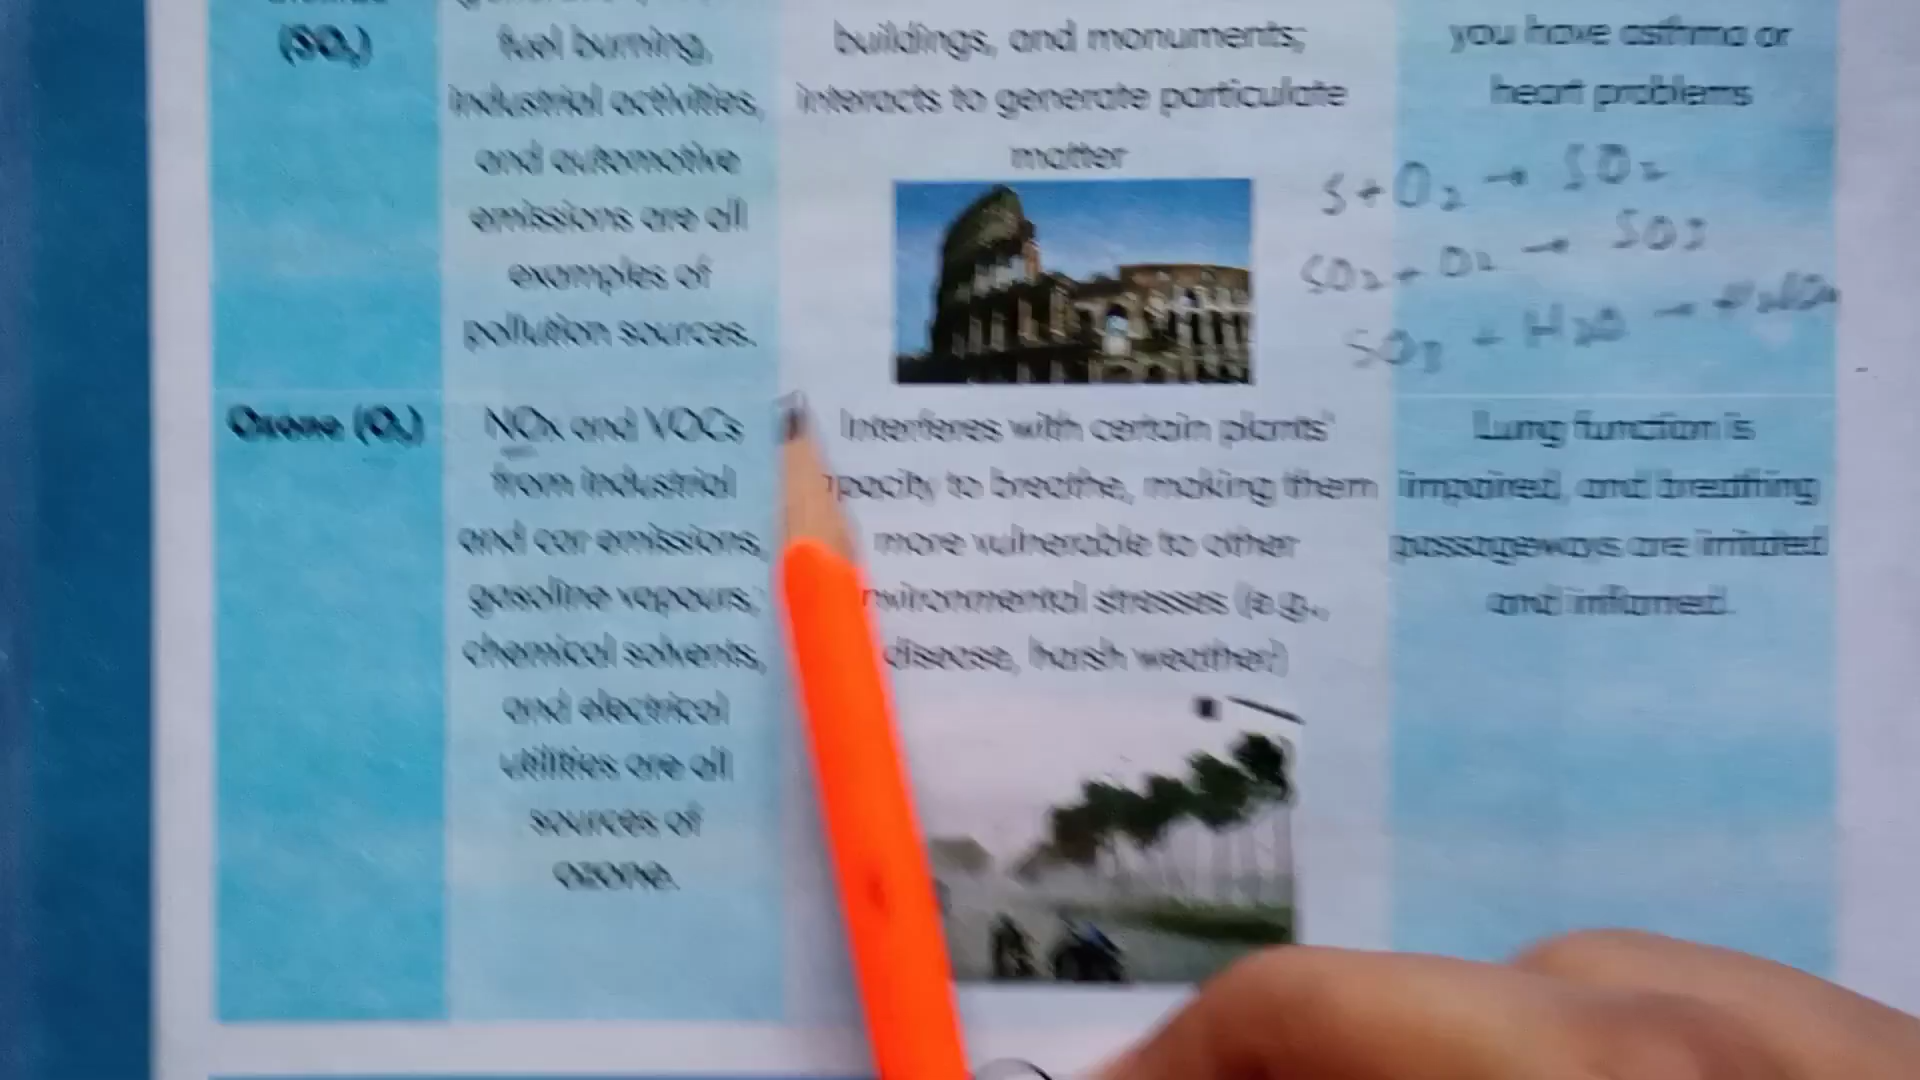 (SO₂)
fuel burning,
industrial activities,
and automotive
emissions are all
examples of
pollution sources.
buildings, and monuments;
interacts to generate particulate
matter
you have asthma or
heart problems
S + O₂ → SO₂
SO₂ + O₂ → SO₃
SO₃ + H₂O →
Ozone (O₃)
NOx and VOCs
from industrial
and car emissions,
gasoline vapours,
chemical solvents,
and electrical
utilities are all
sources of
ozone.
Interferes with certain plants'
to breathe, making them
more vulnerable to other
stresses (e.g.,
disease, harsh weather)
Lung function is
impaired, and breathing
passageways are irritated
and inflamed.